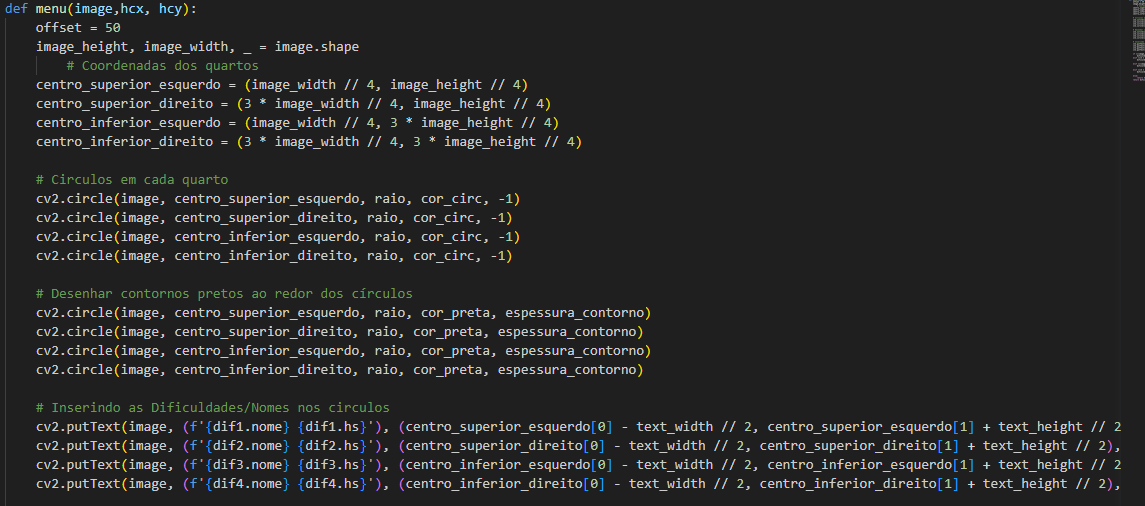 def menu(image,hcx, hcy):
    offset = 50
    image_height, image_width, _ = image.shape
        # Coordenadas dos quartos
    centro_superior_esquerdo = (image_width // 4, image_height // 4)
    centro_superior_direito = (3 * image_width // 4, image_height // 4)
    centro_inferior_esquerdo = (image_width // 4, 3 * image_height // 4)
    centro_inferior_direito = (3 * image_width // 4, 3 * image_height // 4)

    # Circulos em cada quarto
    cv2.circle(image, centro_superior_esquerdo, raio, cor_circ, -1)
    cv2.circle(image, centro_superior_direito, raio, cor_circ, -1)
    cv2.circle(image, centro_inferior_esquerdo, raio, cor_circ, -1)
    cv2.circle(image, centro_inferior_direito, raio, cor_circ, -1)

    # Desenhar contornos pretos ao redor dos círculos
    cv2.circle(image, centro_superior_esquerdo, raio, cor_preta, espessura_contorno)
    cv2.circle(image, centro_superior_direito, raio, cor_preta, espessura_contorno)
    cv2.circle(image, centro_inferior_esquerdo, raio, cor_preta, espessura_contorno)
    cv2.circle(image, centro_inferior_direito, raio, cor_preta, espessura_contorno)

    # Inserindo as Dificuldades/Nomes nos circulos
    cv2.putText(image, (f'{dif1.nome} {dif1.hs}'), (centro_superior_esquerdo[0] - text_width // 2, centro_superior_esquerdo[1] + text_height // 2
    cv2.putText(image, (f'{dif2.nome} {dif2.hs}'), (centro_superior_direito[0] - text_width // 2, centro_superior_direito[1] + text_height // 2),
    cv2.putText(image, (f'{dif3.nome} {dif3.hs}'), (centro_inferior_esquerdo[0] - text_width // 2, centro_inferior_esquerdo[1] + text_height // 2
    cv2.putText(image, (f'{dif4.nome} {dif4.hs}'), (centro_inferior_direito[0] - text_width // 2, centro_inferior_direito[1] + text_height // 2),